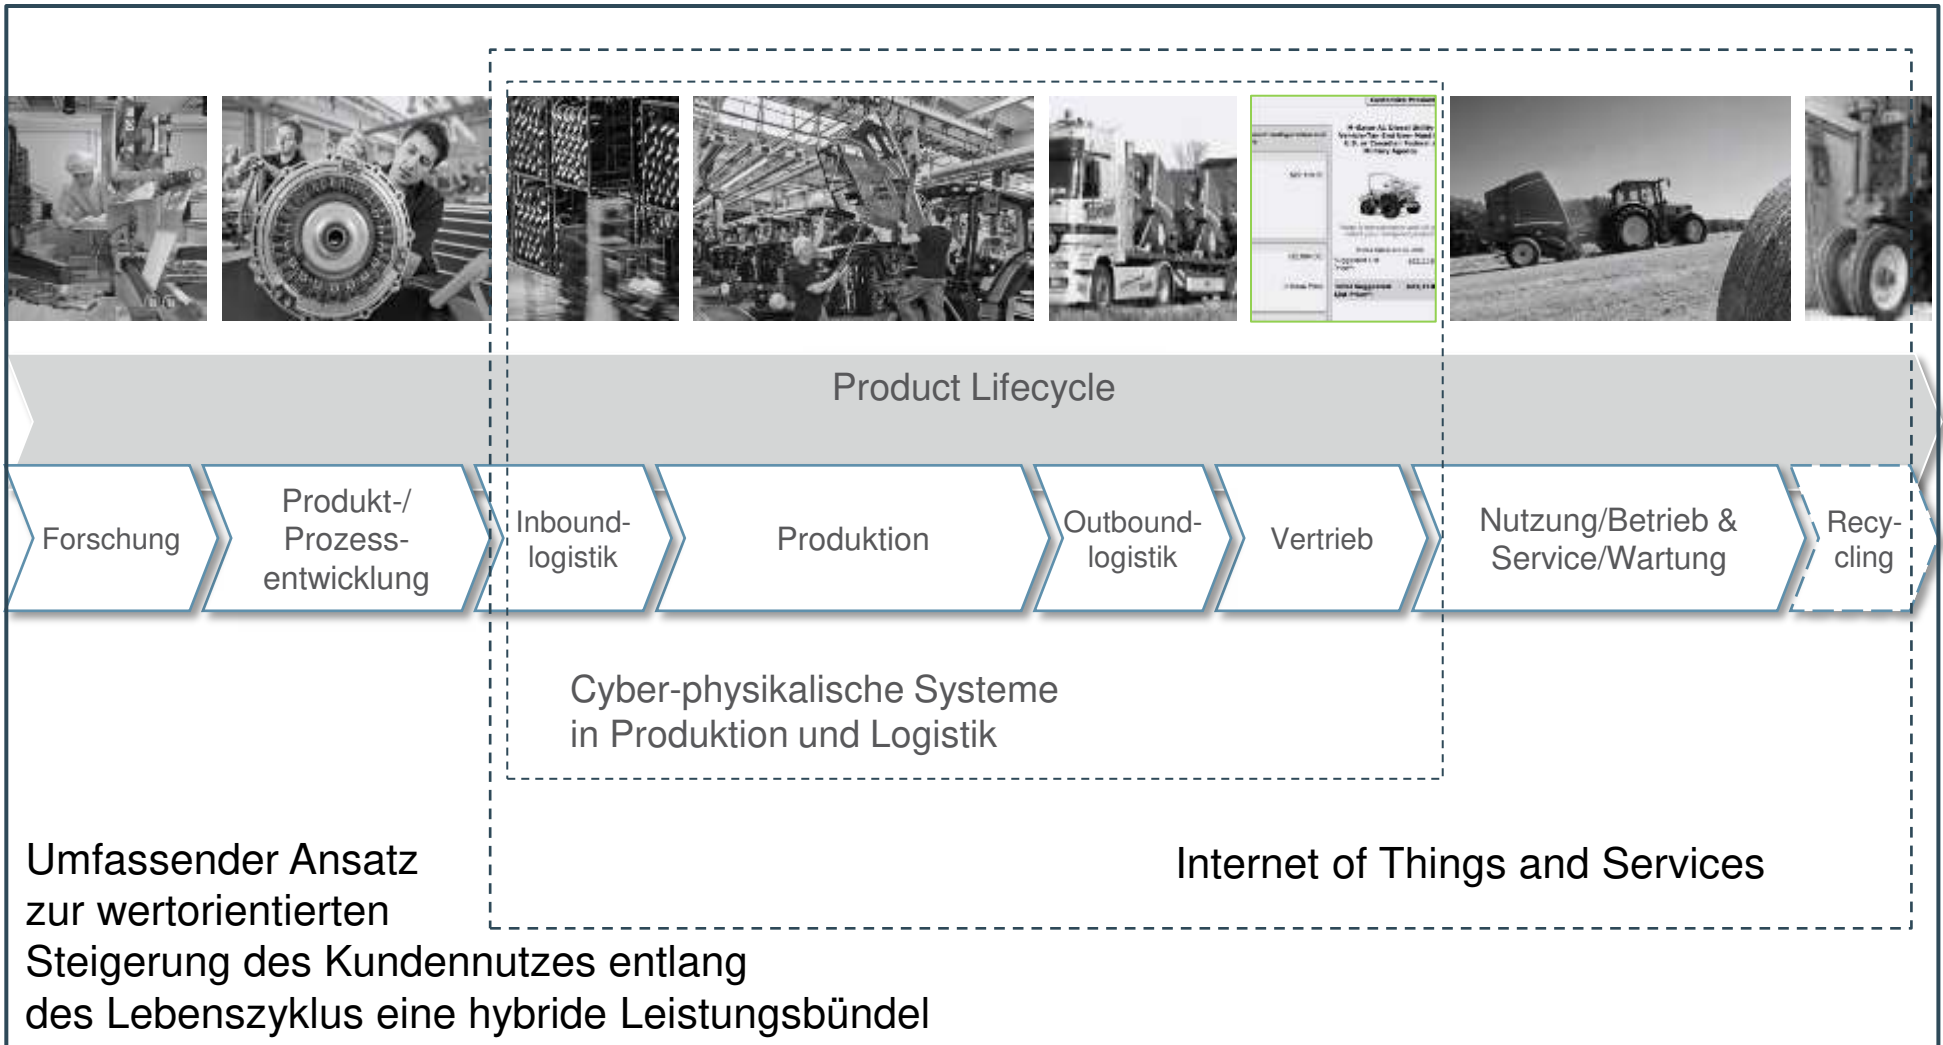 Product Lifecycle
Forschung
Produkt-/
Prozess-
entwicklung
Inbound-
logistik
Produktion
Outbound-
logistik
Vertrieb
Nutzung/Betrieb &
Service/Wartung
Recy-
cling
Cyber-physikalische Systeme
in Produktion und Logistik
Internet of Things and Services
Umfassender Ansatz
zur wertorientierten
Steigerung des Kundennutzes entlang
des Lebenszyklus eine hybride Leistungsbündel